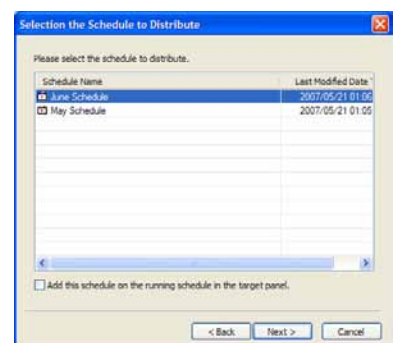 Selection the Schedule to Distribute
Please select the schedule to distribute.
Schedule Name Last Modified Date
June Schedule 2007/05/21 01:06
May Schedule 2007/05/21 01:05
Add this schedule on the running schedule in the target panel.
< Back Next > Cancel